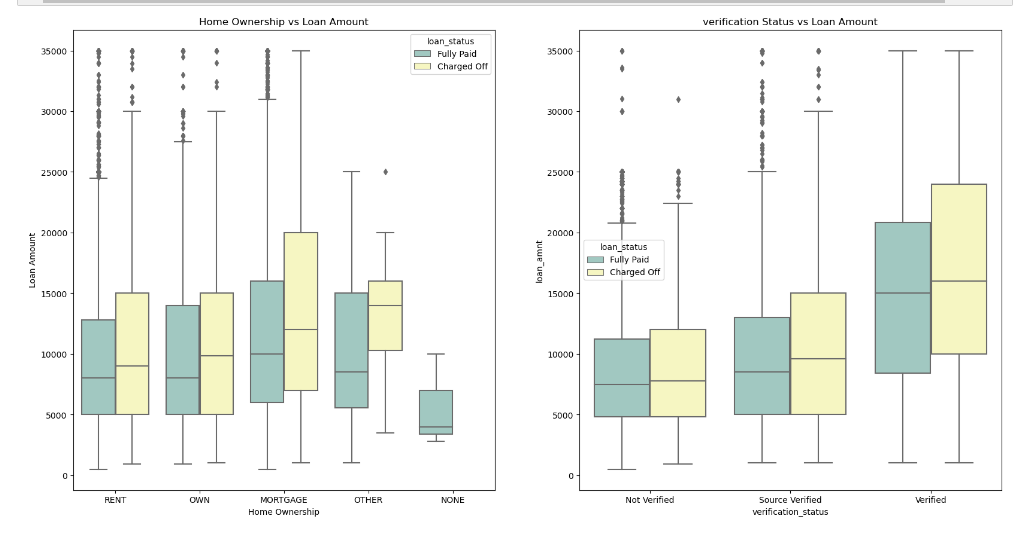 Home Ownership vs Loan Amount
loan_status
Fully Paid
Charged Off
35000
30000
25000
20000
15000
10000
5000
0
Loan Amount
RENT OWN MORTGAGE OTHER NONE
Home Ownership
verification Status vs Loan Amount
35000
30000
25000
20000
15000
10000
5000
0
loan_amnt
loan_status
Fully Paid
Charged Off
Not Verified Source Verified Verified
verification_status